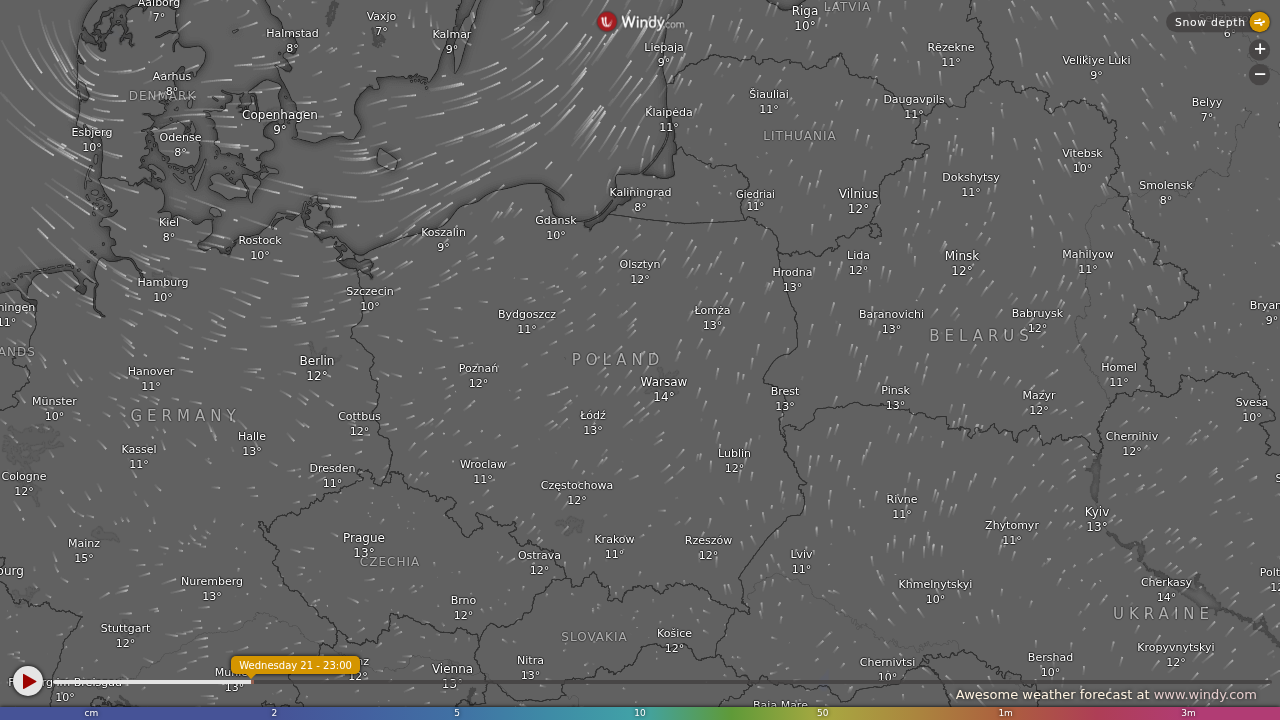 Aalborg
7°
Vaxjo
7°
Riga
10°
LATVIA
Windy.com
Snow depth
6°
Halmstad
8°
Kalmar
9°
Liepaja
9°
Rēzekne
11°
Velikiye Luki
9°
Aarhus
8°
DENMARK
Šiauliai
11°
Daugavpils
11°
Belyy
7°
Copenhagen
9°
Klaipėda
11°
Esbjerg
10°
Odense
8°
LITHUANIA
Vitebsk
10°
Dokshytsy
11°
Smolensk
8°
Kaliningrad
8°
Giedriai
11°
Vilnius
12°
Kiel
8°
Gdansk
10°
Koszalin
9°
Rostock
10°
Olsztyn
12°
Hrodna
13°
Lida
12°
Minsk
12°
Mahilyow
11°
Hamburg
10°
Szczecin
10°
11°
Bydgoszcz
11°
Łomża
13°
Baranovichi
13°
Babruysk
12°
9°
BELARUS
POLAND
Berlin
12°
Hanover
11°
Poznań
12°
Warsaw
14°
Homel
11°
Brest
13°
Pinsk
13°
Mazyr
12°
Münster
10°
GERMANY
Cottbus
12°
Łódź
13°
Svesa
10°
Halle
13°
Kassel
11°
Chernihiv
12°
Lublin
12°
Dresden
11°
Wroclaw
11°
Cologne
12°
Częstochowa
12°
Rivne
11°
Kyiv
13°
Zhytomyr
11°
Mainz
15°
Prague
13°
CZECHIA
Ostrava
12°
Krakow
11°
Rzeszów
12°
Lviv
11°
Nuremberg
13°
Khmelnytskyi
10°
Cherkasy
14°
Brno
12°
UKRAINE
Stuttgart
12°
SLOVAKIA
Košice
12°
Kropyvnytskyi
12°
Wednesday 21 - 23:00
12°
Vienna
13°
Nitra
13°
Chernivtsi
10°
Bershad
10°
13°
10°
Awesome weather forecast at www.windy.com
Baia Mare
cm 2 5 10 50 1m 3m